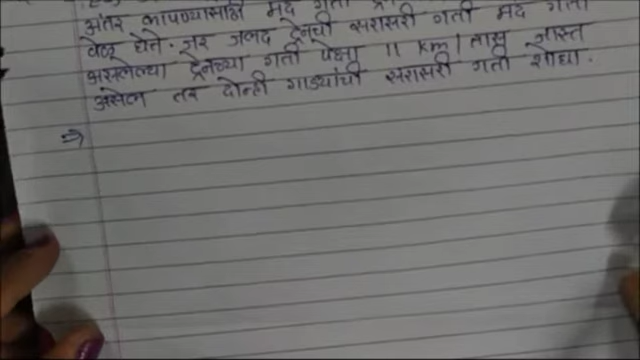 अंतर कापण्यासाठी मंद गती
वेळ घेते. जर जलद ट्रेनची सरासरी गती मंद गती
असलेल्या ट्रेनच्या गती पेक्षा 11 km / तास जास्त
असेल तर दोन्ही गाड्यांची सरासरी गती शोधा.
⇒